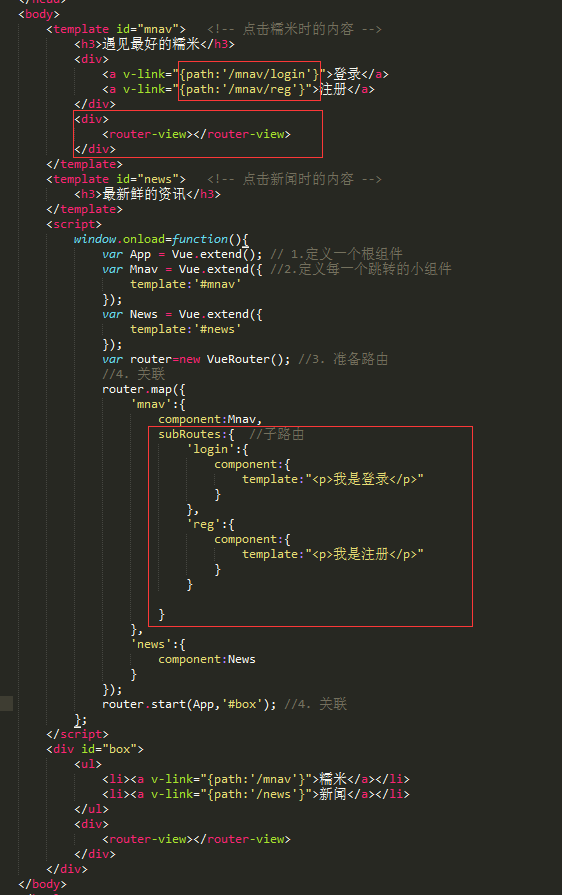 </head>
<body>
<template id="mnav"> <!-- 点击糯米时的内容 -->
<h3>遇见最好的糯米</h3>
<div>
<a v-link="{path:'/mnav/login'}">登录</a>
<a v-link="{path:'/mnav/reg'}">注册</a>
</div>
<div>
<router-view></router-view>
</div>
</template>
<template id="news"> <!-- 点击新闻时的内容 -->
<h3>最新鲜的资讯</h3>
</template>
<script>
window.onload=function(){
var App = Vue.extend(); // 1.定义一个根组件
var Mnav = Vue.extend({ //2.定义每一个跳转的小组件
template:'#mnav'
});
var News = Vue.extend({
template:'#news'
});
var router=new VueRouter(); //3. 准备路由
//4. 关联
router.map({
'mnav':{
component:Mnav,
subRoutes:{ //子路由
'login':{
component:{
template:"<p>我是登录</p>"
}
},
'reg':{
component:{
template:"<p>我是注册</p>"
}
}
}
},
'news':{
component:News
}
});
router.start(App,'#box'); //4. 关联
};
</script>
<div id="box">
<ul>
<li><a v-link="{path:'/mnav'}">糯米</a></li>
<li><a v-link="{path:'/news'}">新闻</a></li>
</ul>
<div>
<router-view></router-view>
</div>
</div>
</body>